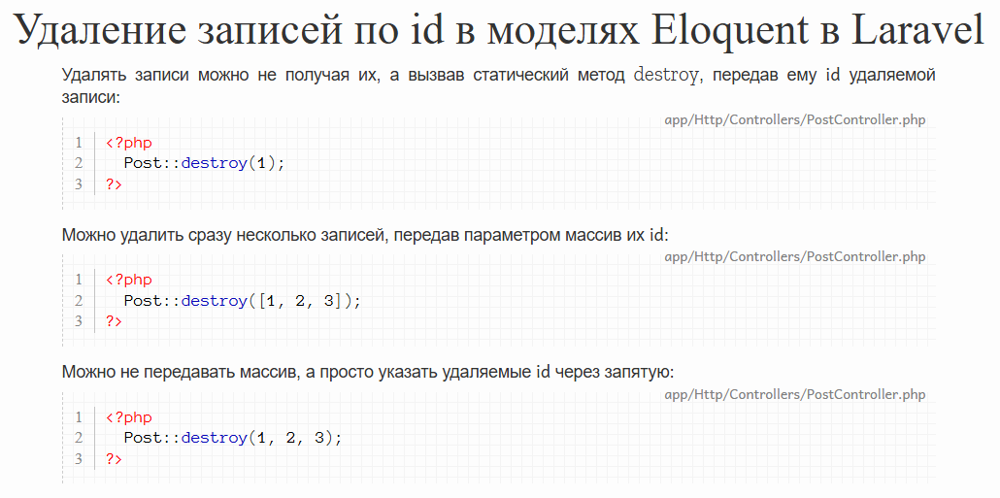 Удаление записей по id в моделях Eloquent в Laravel
Удалять записи можно не получая их, а вызвав статический метод destroy, передав ему id удаляемой
записи:
app/Http/Controllers/PostController.php
1 <?php
2 Post::destroy(1);
3 ?>
Можно удалить сразу несколько записей, передав параметром массив их id:
app/Http/Controllers/PostController.php
1 <?php
2 Post::destroy([1, 2, 3]);
3 ?>
Можно не передавать массив, а просто указать удаляемые id через запятую:
app/Http/Controllers/PostController.php
1 <?php
2 Post::destroy(1, 2, 3);
3 ?>